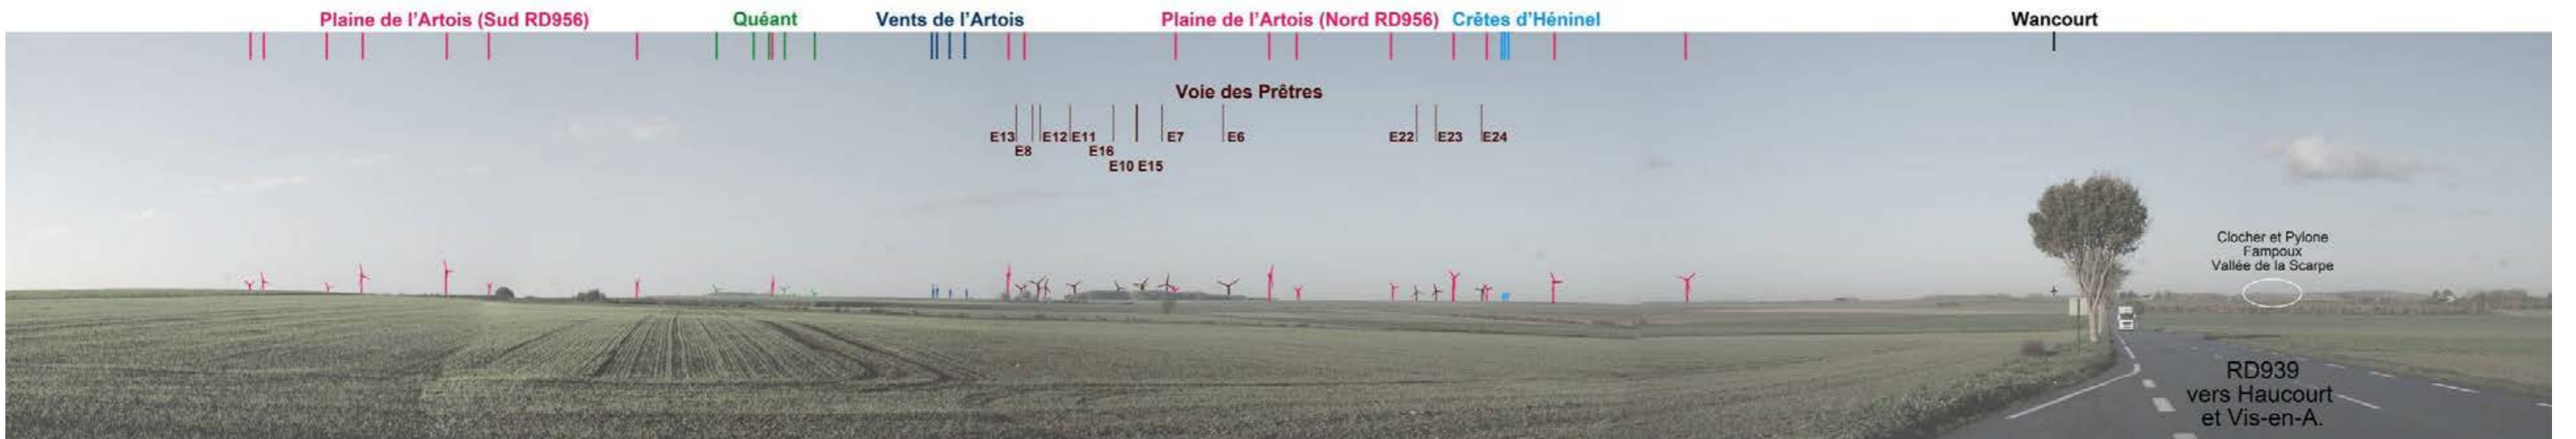 Plaine de l'Artois (Sud RD956)
Quéant
Vents de l'Artois
Plaine de l'Artois (Nord RD956)
Crêtes d'Héninel
Wancourt
Voie des Prêtres
E13
E12
E11
E7
E6
E22
E23
E24
E8
E16
E10
E15
Clocher et Pylone
Fampoux
Vallée de la Scarpe
RD939
vers Haucourt
et Vis-en-A.